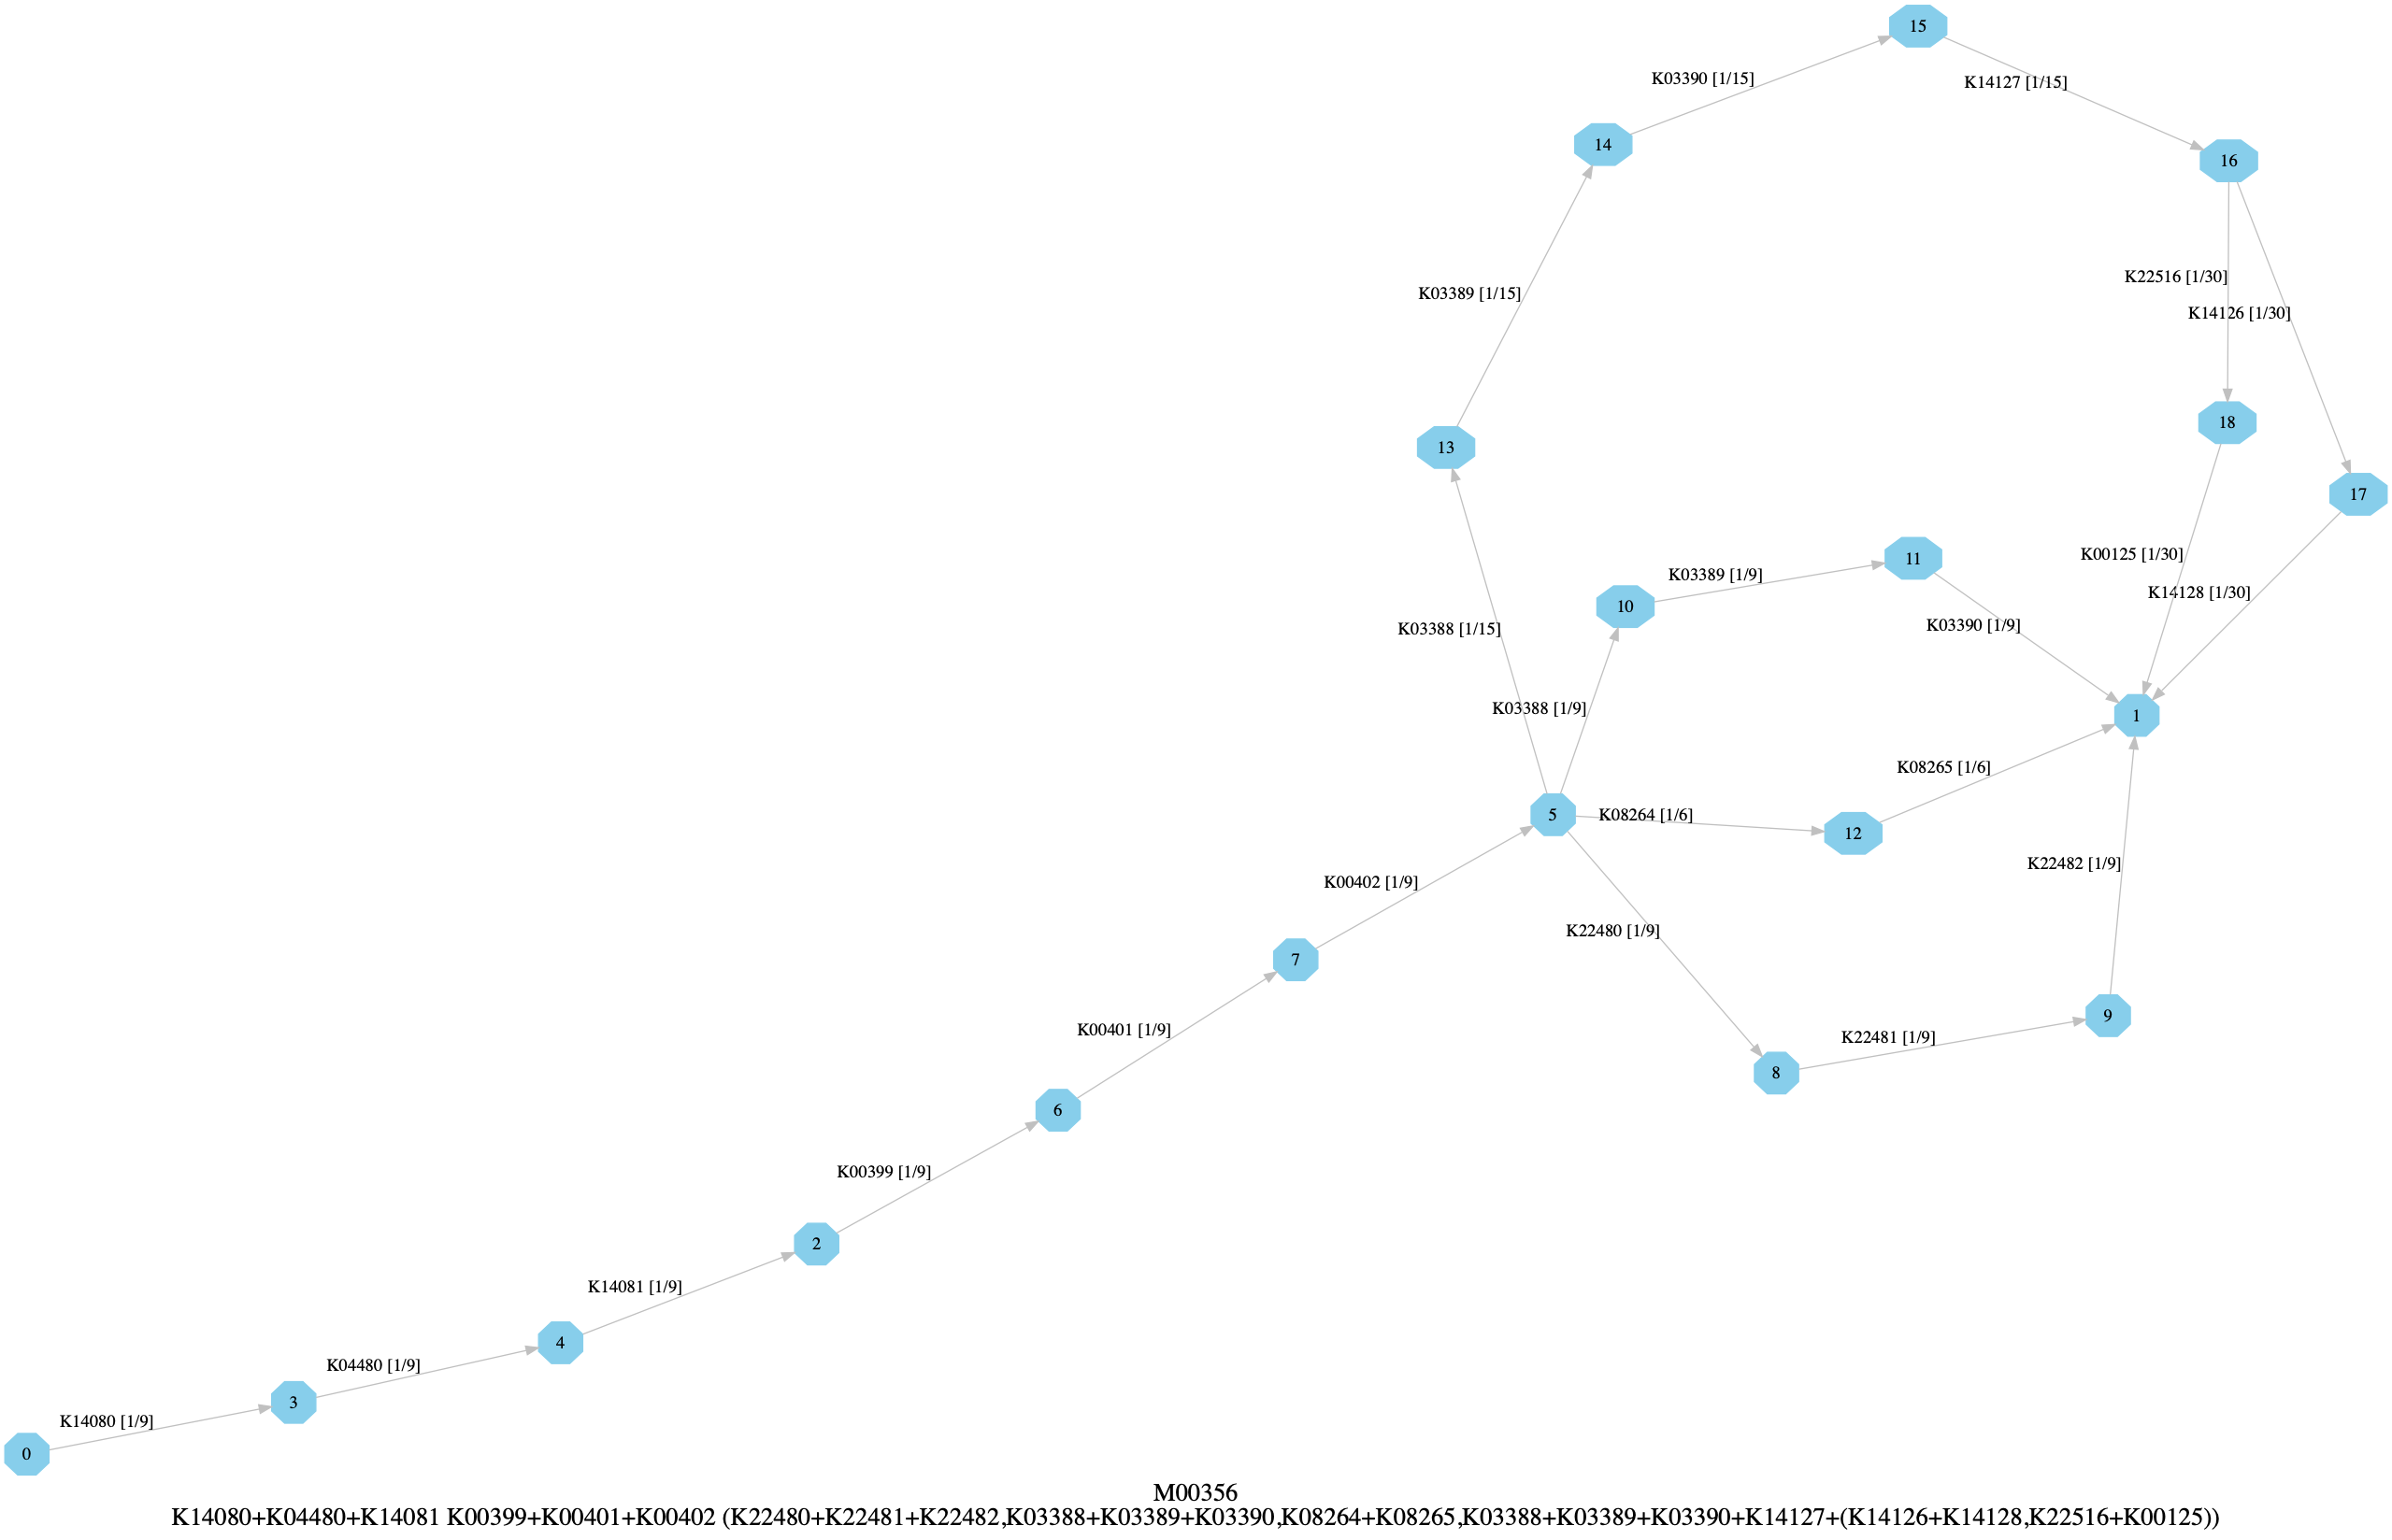 15
K03390 [1/15]
K14127 [1/15]
14
16
K22516 [1/30]
K03389 [1/15]
K14126 [1/30]
18
13
17
K00125 [1/30]
11
K03389 [1/9]
K14128 [1/30]
10
K03390 [1/9]
K03388 [1/15]
K03388 [1/9]
1
K08265 [1/6]
5
K08264 [1/6]
12
K22482 [1/9]
K00402 [1/9]
K22480 [1/9]
7
9
K00401 [1/9]
K22481 [1/9]
8
6
K00399 [1/9]
2
K14081 [1/9]
4
K04480 [1/9]
3
K14080 [1/9]
0
M00356
K14080+K04480+K14081 K00399+K00401+K00402 (K22480+K22481+K22482,K03388+K03389+K03390,K08264+K08265,K03388+K03389+K03390+K14127+(K14126+K14128,K22516+K00125))